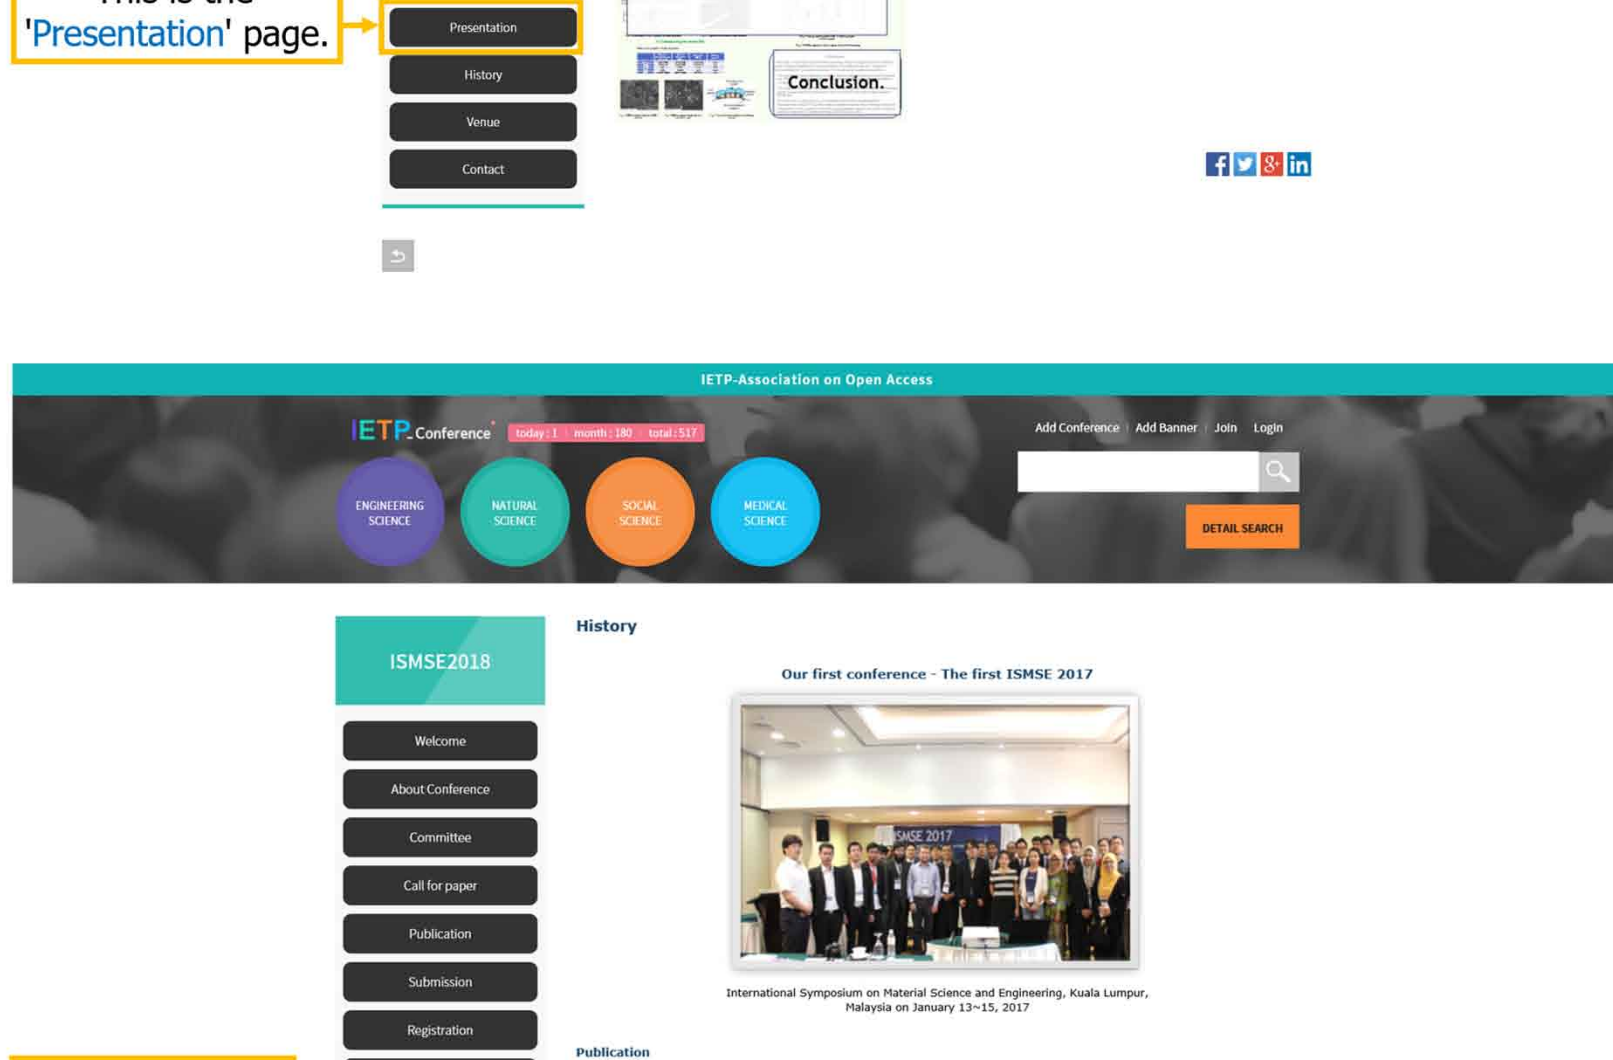 This is the
'Presentation' page.
Presentation
History
Venue
Contact
Conclusion.
IETP-Association on Open Access
IETP-Conference
today : 1 month : 180 total : 517
Add Conference Add Banner Join Login
ENGINEERING
SCIENCE
NATURAL
SCIENCE
SOCIAL
SCIENCE
MEDICAL
SCIENCE
DETAIL SEARCH
ISMSE2018
Welcome
About Conference
Committee
Call for paper
Publication
Submission
Registration
History
Our first conference - The first ISMSE 2017
ISMSE 2017
International Symposium on Material Science and Engineering, Kuala Lumpur,
Malaysia on January 13~15, 2017
Publication